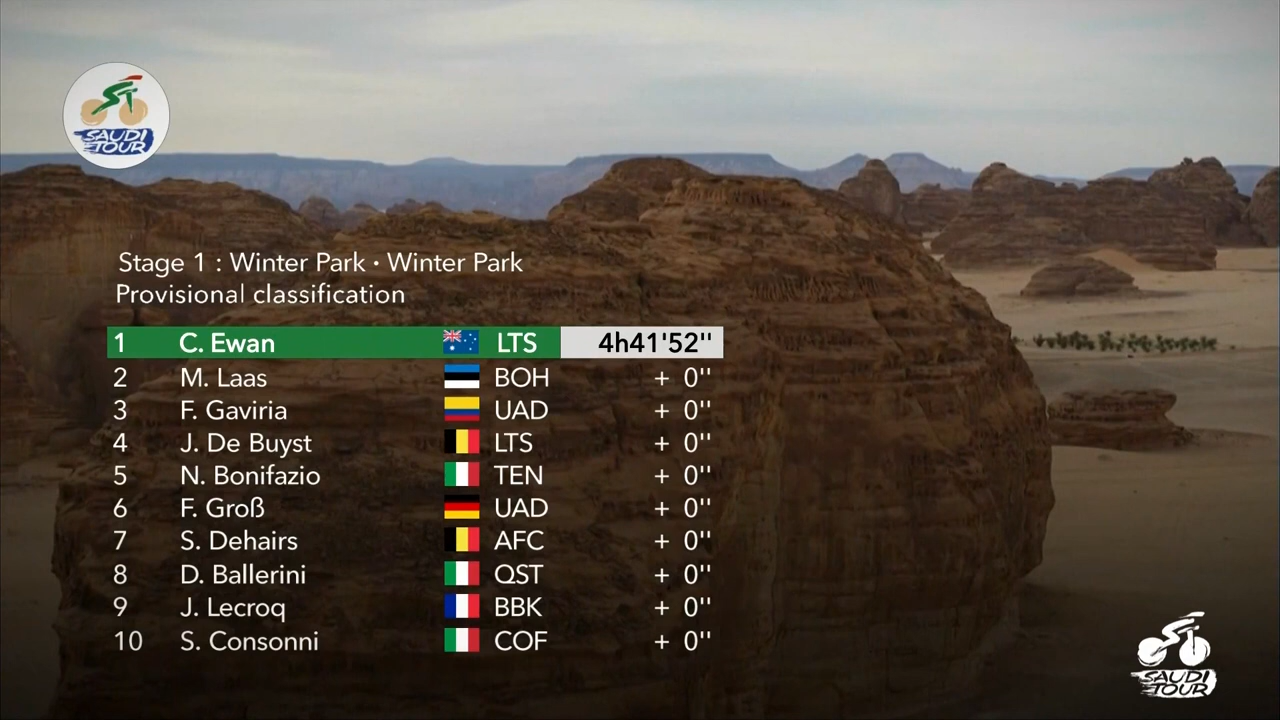 SAUDI
TOUR
Stage 1 : Winter Park · Winter Park
Provisional classification
1 C. Ewan LTS 4h41'52''
2 M. Laas BOH + 0''
3 F. Gaviria UAD + 0''
4 J. De Buyst LTS + 0''
5 N. Bonifazio TEN + 0''
6 F. Groß UAD + 0''
7 S. Dehairs AFC + 0''
8 D. Ballerini QST + 0''
9 J. Lecroq BBK + 0''
10 S. Consonni COF + 0''
SAUDI
TOUR